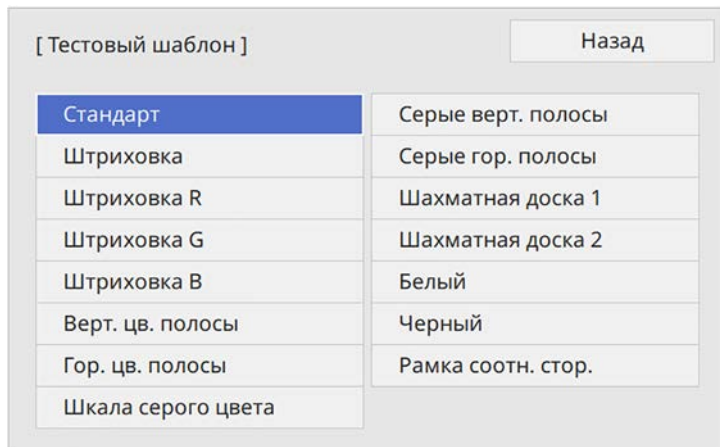 [ Тестовый шаблон ]
Назад
Стандарт
Штриховка
Штриховка R
Штриховка G
Штриховка B
Верт. цв. полосы
Гор. цв. полосы
Шкала серого цвета
Серые верт. полосы
Серые гор. полосы
Шахматная доска 1
Шахматная доска 2
Белый
Черный
Рамка соотн. стор.